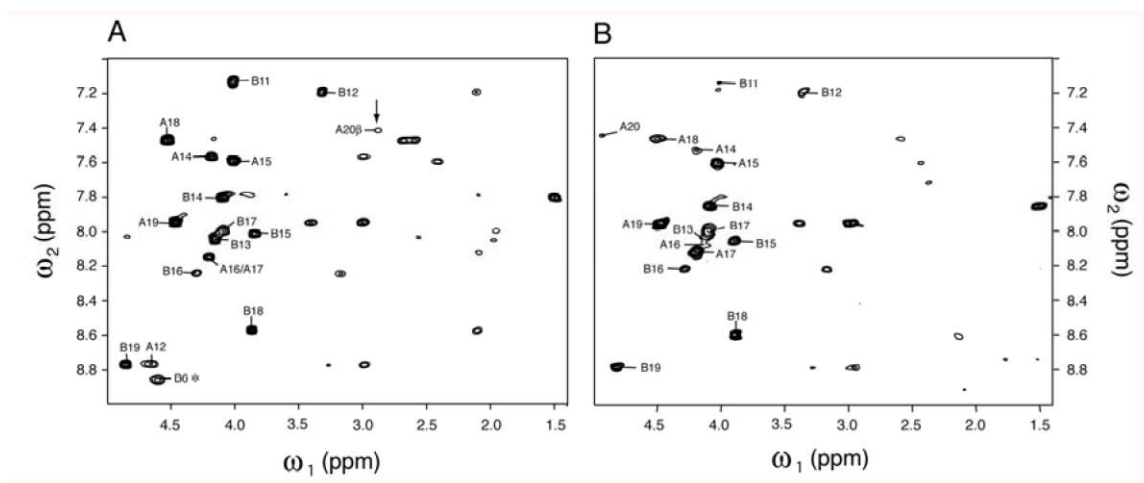 A
7.2
7.4
7.6
7.8
8.0
8.2
8.4
8.6
8.8
ω2 (ppm)
B11
B12
A18
A20β
A14
A15
B14
A19
B17
B15
B13
B16
A16/A17
B18
B19 A12
B6 *
4.5 4.0 3.5 3.0 2.5 2.0 1.5
ω1 (ppm)
B
B11
B12
A20
A18
A14
A15
B14
A19
B17
B13
B15
A16
A17
B16
B18
B19
7.2
7.4
7.6
7.8
8.0
8.2
8.4
8.6
8.8
ω2 (ppm)
4.5 4.0 3.5 3.0 2.5 2.0 1.5
ω1 (ppm)